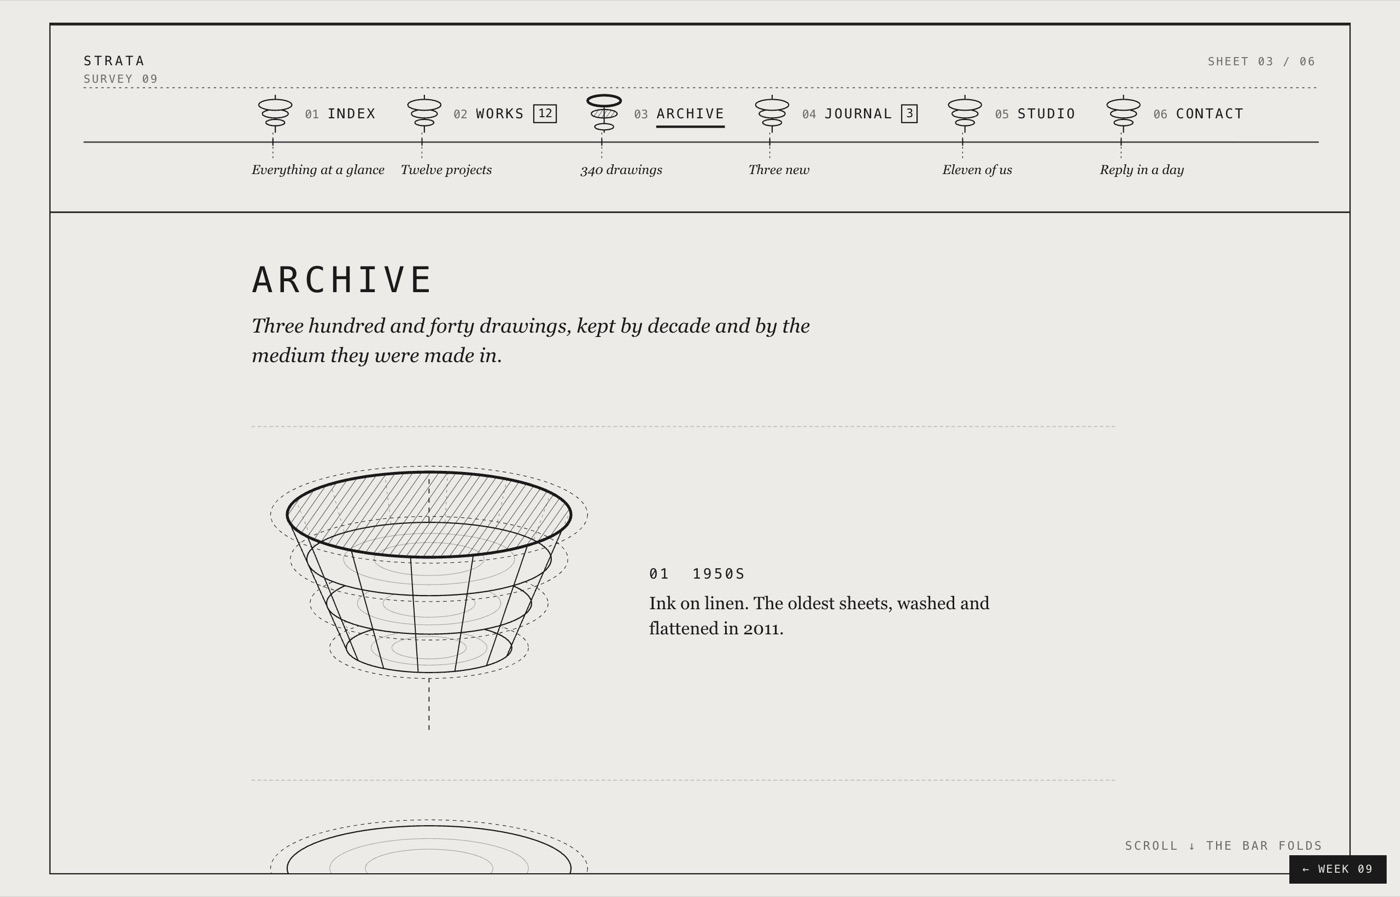 STRATA
SURVEY 09
SHEET 03 / 06
01 INDEX
02 WORKS 12
03 ARCHIVE
04 JOURNAL 3
05 STUDIO
06 CONTACT
Everything at a glance
Twelve projects
340 drawings
Three new
Eleven of us
Reply in a day
ARCHIVE
Three hundred and forty drawings, kept by decade and by the
medium they were made in.
01 1950S
Ink on linen. The oldest sheets, washed and
flattened in 2011.
SCROLL ↓ THE BAR FOLDS
← WEEK 09